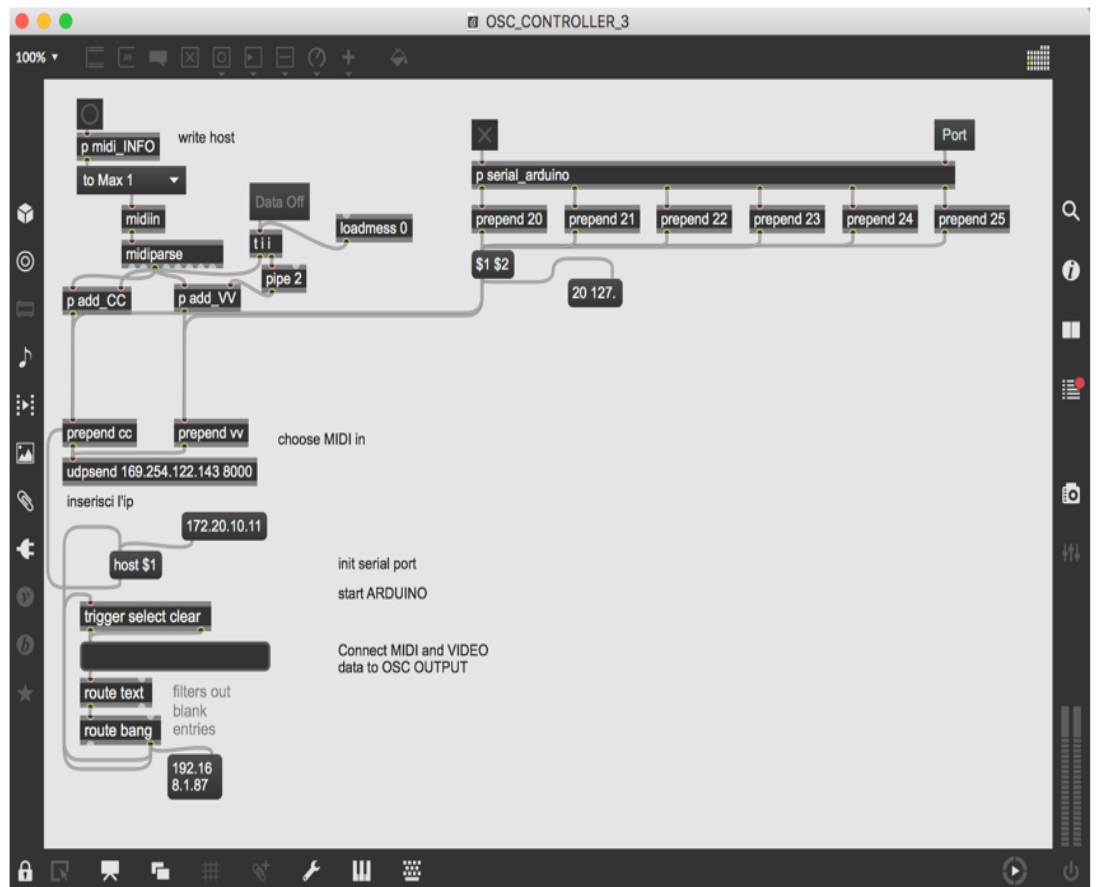 OSC_CONTROLLER_3
100%
write host
p midi_INFO
to Max 1
midiin
midiparse
Data Off
t i i
loadmess 0
pipe 2
p add_CC
p add_VV
Port
p serial_arduino
prepend 20
prepend 21
prepend 22
prepend 23
prepend 24
prepend 25
$1 $2
20 127.
prepend cc
prepend vv
choose MIDI in
udpsend 169.254.122.143 8000
inserisci l'ip
172.20.10.11
host $1
init serial port
start ARDUINO
trigger select clear
Connect MIDI and VIDEO
data to OSC OUTPUT
route text
filters out
blank
entries
route bang
192.16
8.1.87